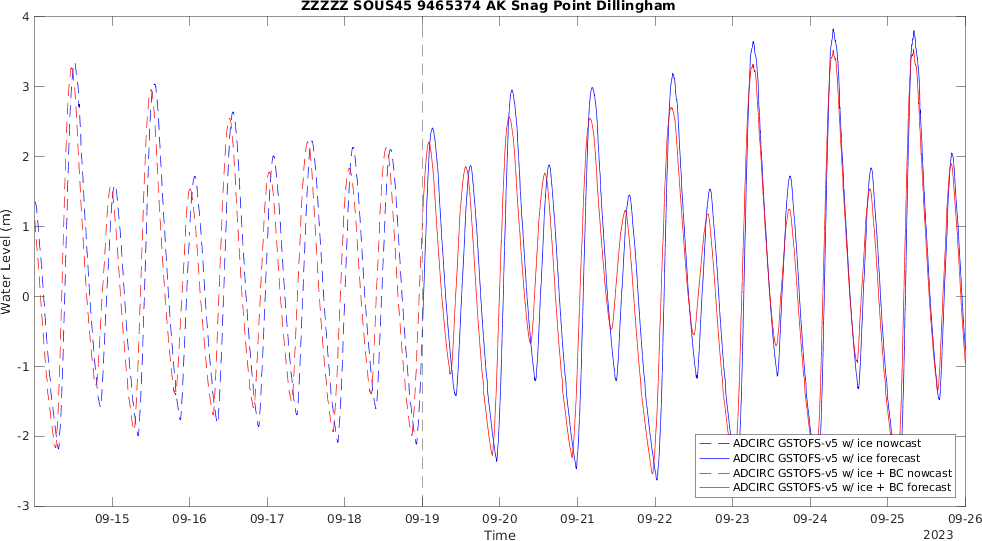 ZZZZZ SOUS45 9465374 AK Snag Point Dillingham
4
3
2
1
0
-1
-2
-3
Water Level (m)
09-15 09-16 09-17 09-18 09-19 09-20 09-21 09-22 09-23 09-24 09-25 09-26
Time
2023
ADCIRC GSTOFS-v5 w/ ice nowcast
ADCIRC GSTOFS-v5 w/ ice forecast
ADCIRC GSTOFS-v5 w/ ice + BC nowcast
ADCIRC GSTOFS-v5 w/ ice + BC forecast